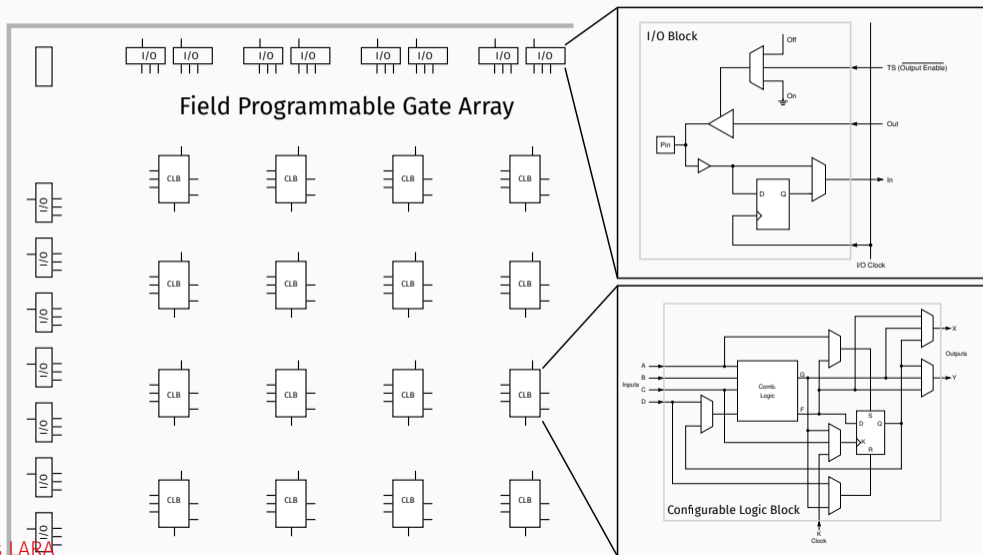 I/O I/O I/O I/O I/O I/O I/O I/O
Field Programmable Gate Array
CLB CLB CLB CLB
CLB CLB CLB CLB
CLB CLB CLB CLB
CLB CLB CLB CLB
I/O
I/O
I/O
I/O
I/O
I/O
I/O
s LARA
I/O Block
Off
TS (Output Enable)
On
Out
Pin
In
D Q
I/O Clock
X
Outputs
A
B
Inputs
C
D
Comb.
Logic
G
F
Y
S
D Q
K
R
Configurable Logic Block
K
Clock